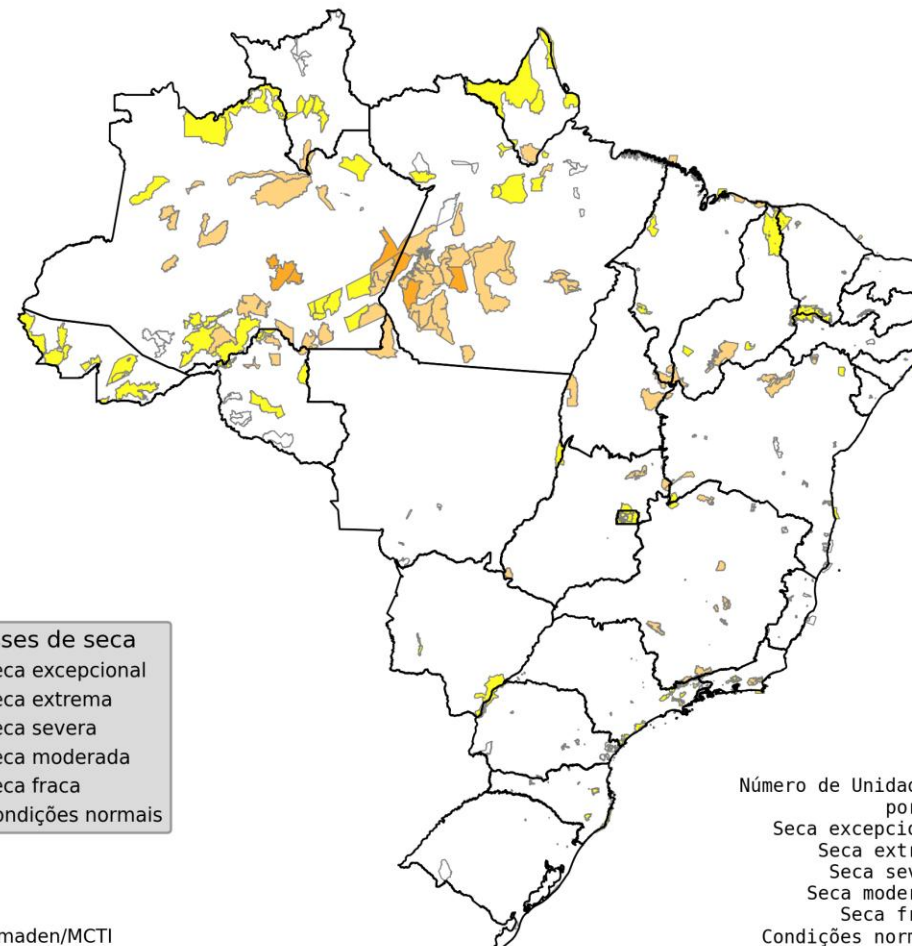 ses de seca
eca excepcional
eca extrema
eca severa
eca moderada
eca fraca
ondições normais
Número de Unidad
por
Seca excepcio
Seca extr
Seca sev
Seca moder
Seca fr
Condições norm
maden/MCTI